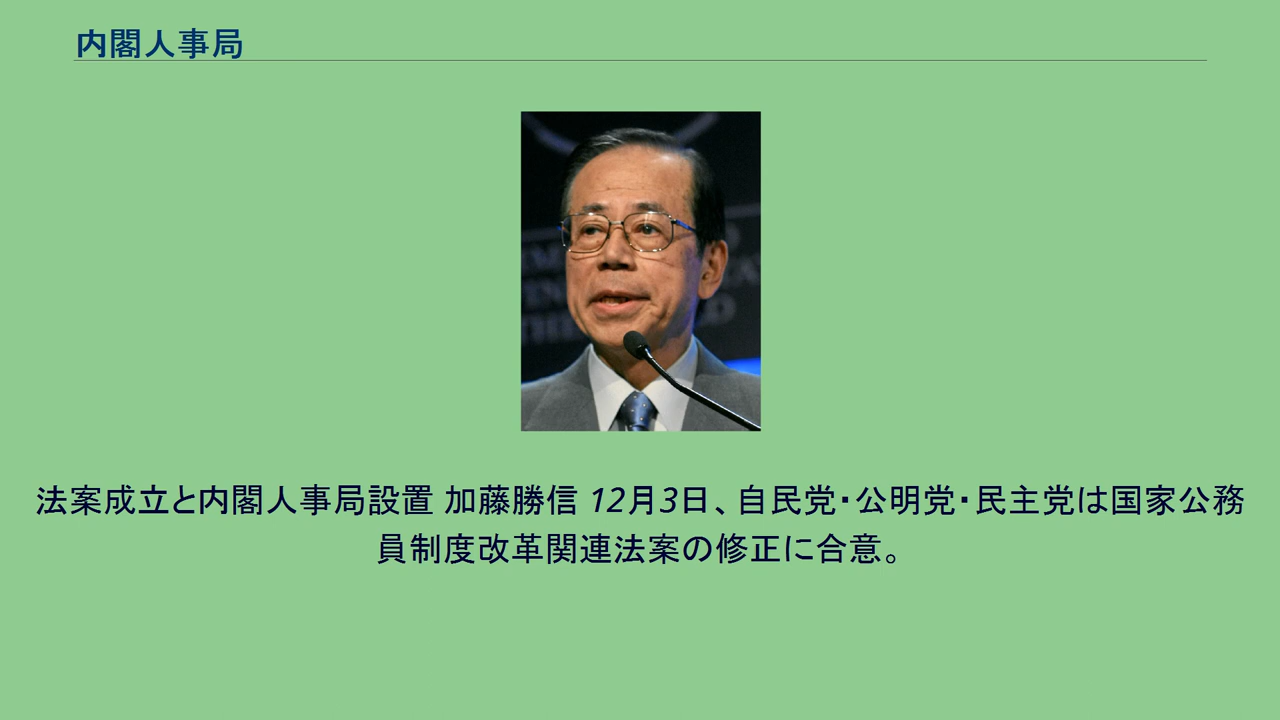 内閣人事局
法案成立と内閣人事局設置 加藤勝信 12月3日、自民党・公明党・民主党は国家公務
員制度改革関連法案の修正に合意。